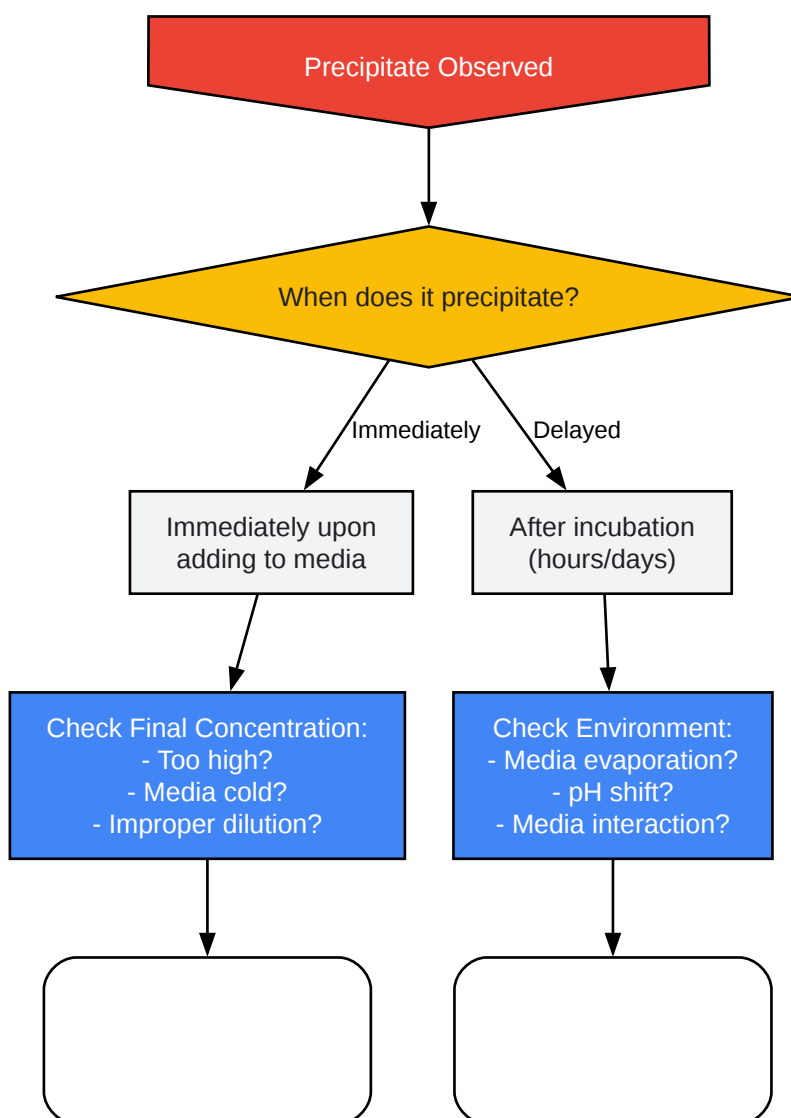 Precipitate Observed
When does it precipitate?
Immediately
Delayed
Immediately upon
adding to media
After incubation
(hours/days)
Check Final Concentration:
- Too high?
- Media cold?
- Improper dilution?
Check Environment:
- Media evaporation?
- pH shift?
- Media interaction?